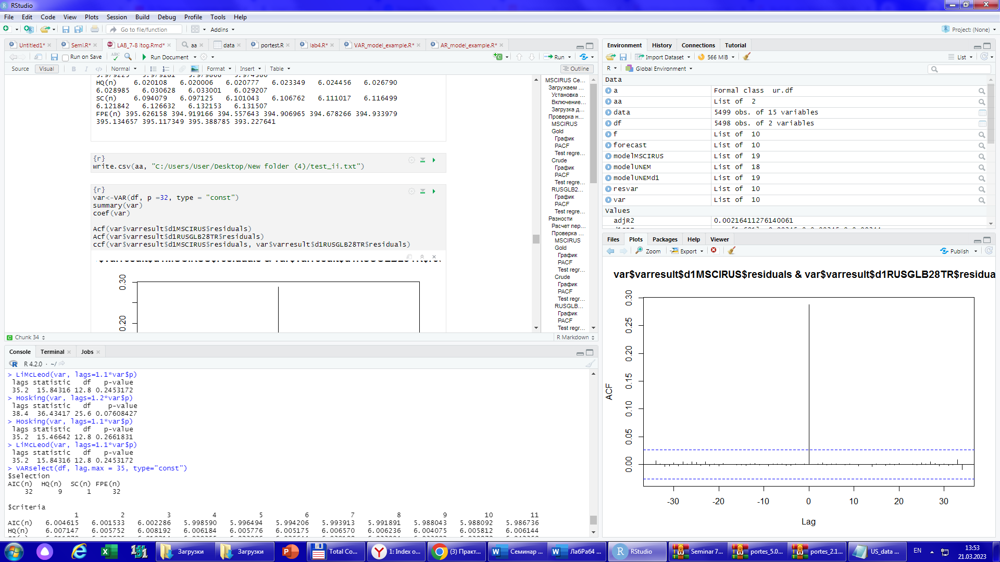 RStudio
File Edit Code View Plots Session Build Debug Profile Tools Help
Go to file/function Addins Project: (None)
Untitled1* Semi.R* LAB_7-8 itog.Rmd* aa data portest.R lab4.R* VAR_model_example.R* AR_model_example.R*
Run on Save ABC Run Document Run
Source Visual B I </> Normal Format Insert Table Outline
HQ(n) 6.020108 6.020006 6.020777 6.023349 6.024456 6.026790
6.028985 6.030628 6.033001 6.029207
SC(n) 6.094079 6.097125 6.101043 6.106762 6.111017 6.116499
6.121842 6.126632 6.132153 6.131507
FPE(n) 395.626158 394.919166 394.557643 394.906965 394.678266 394.933979
395.134657 395.117349 395.388785 393.227641
{r}
write.csv(aa, "C:/Users/User/Desktop/New folder (4)/test_ii.txt")
{r}
var<-VAR(df, p =32, type = "const")
summary(var)
coef(var)
Acf(var$varresult$d1MSCIRUS$residuals)
Acf(var$varresult$d1RUSGLB28TR$residuals)
ccf(var$varresult$d1MSCIRUS$residuals, var$varresult$d1RUSGLB28TR$residuals)
0.30
0.20
Chunk 34 R Markdown
MSCIRUS Ce...
Загружаем
Установка ...
Включение...
Загрузка д...
Проверка н...
MSCIRUS
Gold
График
PACF
Test regre...
Crude
График
PACF
Test regre...
RUSGLB2...
График
PACF
Test regre...
Разности
Расчет пер...
Проверка ...
MSCIRUS
Gold
График
PACF
Test regr...
Crude
График
PACF
Test regr...
RUSGLB...
График
PACF
Test regr...
Console Terminal Jobs
R 4.2.0 · ~/
> LiMcLeod(var, lags=1.1*var$p)
lags statistic df p-value
35.2 15.84316 12.8 0.2453172
> Hosking(var, lags=1.2*var$p)
lags statistic df p-value
38.4 36.43417 25.6 0.07608427
> Hosking(var, lags=1.1*var$p)
lags statistic df p-value
35.2 15.46642 12.8 0.2661831
> LiMcLeod(var, lags=1.1*var$p)
lags statistic df p-value
35.2 15.84316 12.8 0.2453172
> VARselect(df, lag.max = 35, type="const")
$selection
AIC(n) HQ(n) SC(n) FPE(n)
32 9 1 32
$criteria
1 2 3 4 5 6 7 8 9 10 11
AIC(n) 6.004615 6.001533 6.002286 5.998590 5.996494 5.994206 5.993913 5.991891 5.988043 5.988092 5.986736
HQ(n) 6.007147 6.005752 6.008192 6.006184 6.005776 6.005175 6.006570 6.006236 6.004075 6.005812 6.006144
Environment History Connections Tutorial
Import Dataset 566 MiB List
R Global Environment
Data
a Formal class ur.df
aa List of 2
data 5499 obs. of 15 variables
df 5498 obs. of 2 variables
f List of 10
forecast List of 10
modelMSCIRUS List of 19
modelUNEM List of 18
modelUNEMd1 List of 19
resvar List of 10
var List of 10
Values
adjR2 0.00216411276140061
Files Plots Packages Help Viewer
Zoom Export Publish
var$varresult$d1MSCIRUS$residuals & var$varresult$d1RUSGLB28TR$residua
ACF
0.30
0.25
0.20
0.15
0.10
0.05
0.00
-30 -20 -10 0 10 20 30
Lag
Загрузки Загрузки Total Co... 1: Index o... (3) Практ... Семинар ... ЛабРаб4 ... RStudio Seminar 7... portes_5.0... portes_2.1... US_data ... EN 13:53
21.03.2023